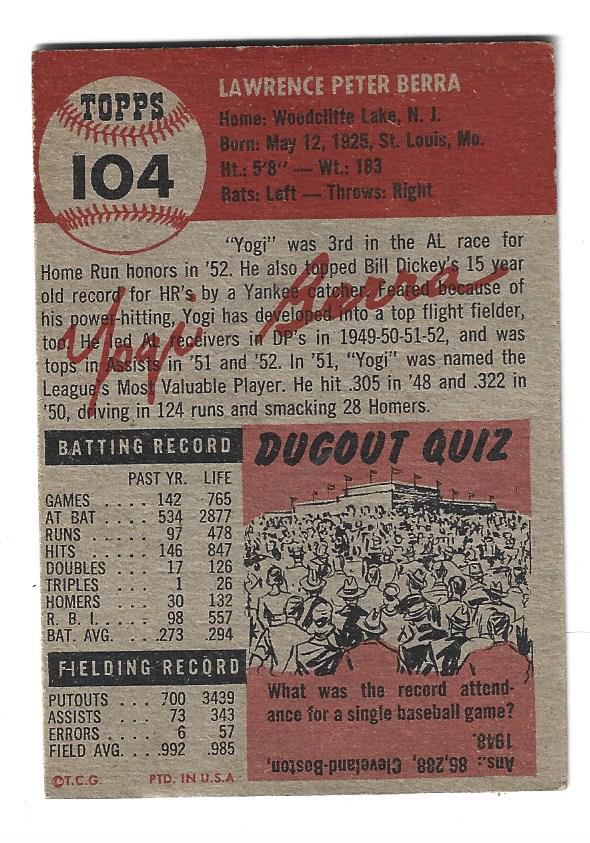 TOPPS
104
LAWRENCE PETER BERRA
Home: Woodcliffe Lake, N. J.
Born: May 12, 1925, St. Louis, Mo.
Ht.: 5'8" — Wt.: 183
Bats: Left — Throws: Right
"Yogi" was 3rd in the AL race for
Home Run honors in '52. He also topped Bill Dickey's 15 year
old record for HR's by a Yankee catcher. Feared because of
his power-hitting, Yogi has developed into a top flight fielder,
too. He led AL receivers in DP's in 1949-50-51-52, and was
tops in Assists in '51 and '52. In '51, "Yogi" was named the
League's Most Valuable Player. He hit .305 in '48 and .322 in
'50, driving in 124 runs and smacking 28 Homers.
Yogi Berra
BATTING RECORD
PAST YR. LIFE
GAMES . . . . 142 765
AT BAT . . . . 534 2877
RUNS . . . . 97 478
HITS . . . . 146 847
DOUBLES . . . 17 126
TRIPLES . . . 1 26
HOMERS . . . 30 132
R. B. I. . . . . 98 557
BAT. AVG. . . .273 .294
FIELDING RECORD
PUTOUTS . . . 700 3439
ASSISTS . . . 73 343
ERRORS . . . 6 57
FIELD AVG. . . .992 .985
©T.C.G. PTD. IN U.S.A
DUGOUT QUIZ
What was the record attend-
ance for a single baseball game?
Ans.: 86,288, Cleveland-Boston,
1948.